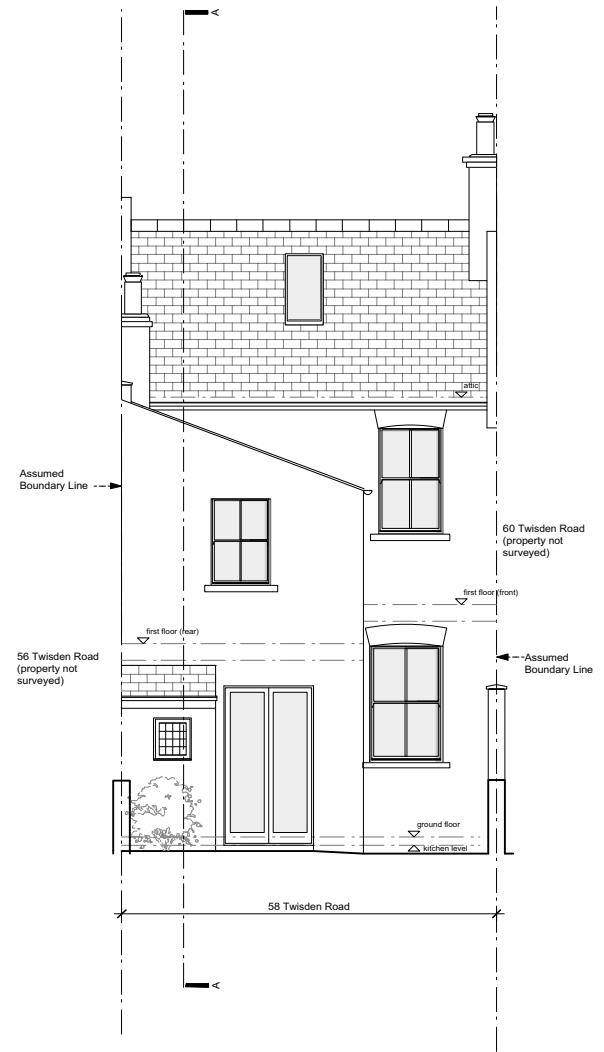 A
attic
Assumed
Boundary Line
60 Twisden Road
(property not
surveyed)
first floor (front)
first floor (rear)
56 Twisden Road
(property not
surveyed)
Assumed
Boundary Line
ground floor
kitchen level
58 Twisden Road
A